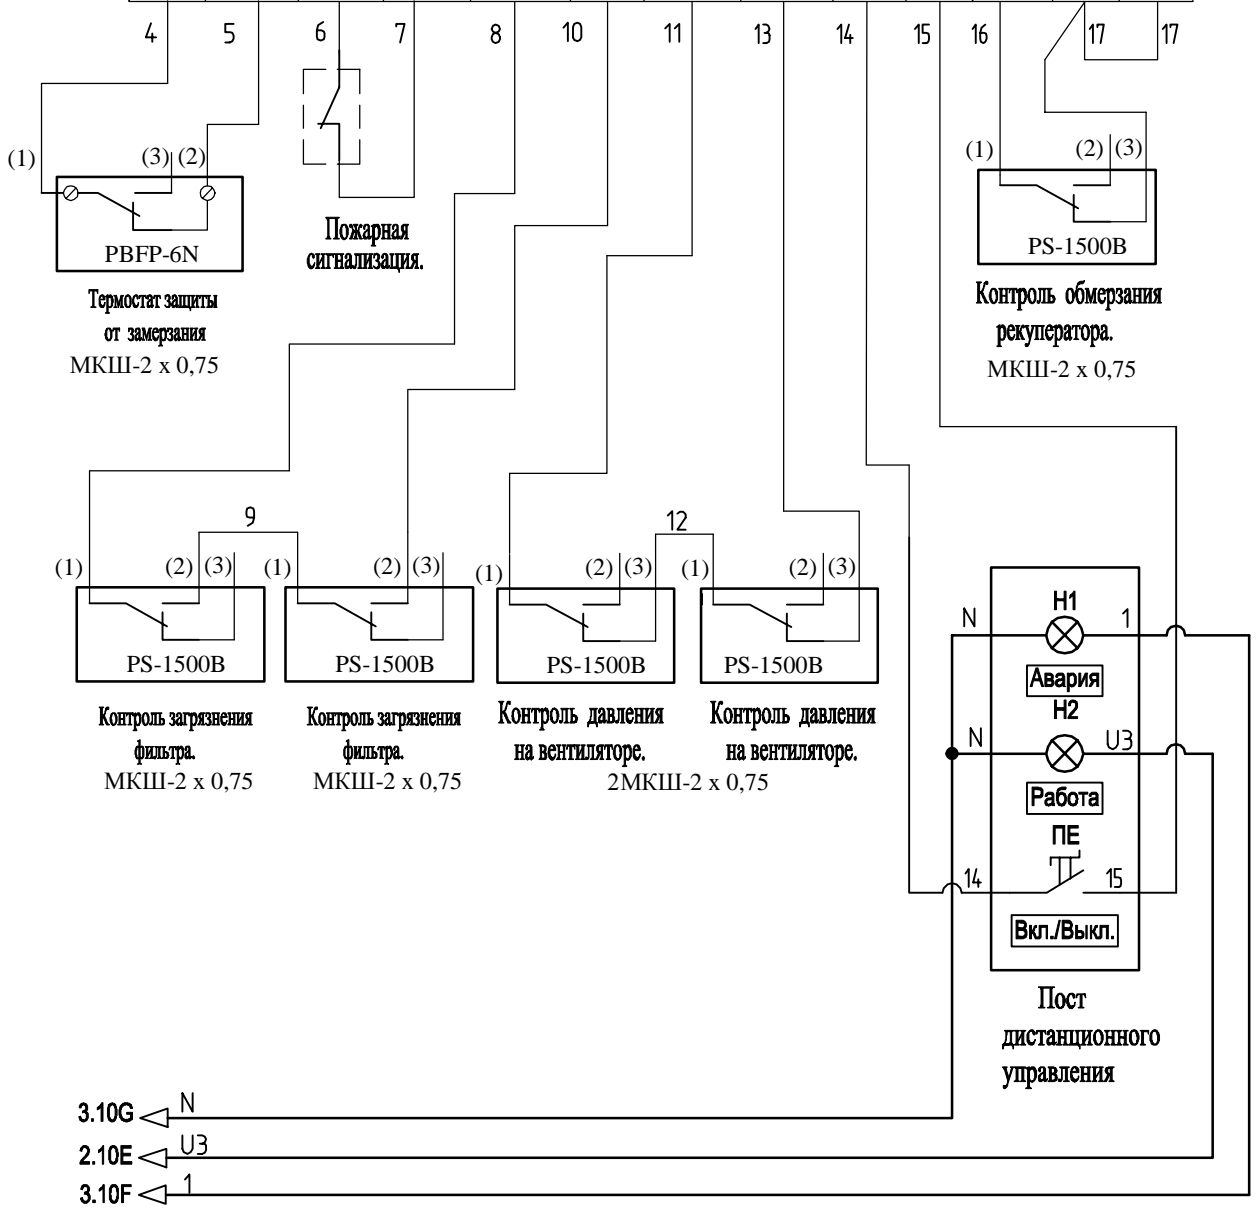 4 5 6 7 8 10 11 13 14 15 16 17 17
(1) (3) (2)
PBFP-6N
Термостат защиты
от замерзания
МКШ-2 x 0,75
Пожарная
сигнализация.
(1) (2) (3)
PS-1500B
Контроль обмерзания
рекуператора.
МКШ-2 x 0,75
9
12
(1) (2) (3) (1) (2) (3) (1) (2) (3) (1) (2) (3)
PS-1500B PS-1500B PS-1500B PS-1500B
Контроль загрязнения
фильтра.
МКШ-2 x 0,75
Контроль загрязнения
фильтра.
МКШ-2 x 0,75
Контроль давления
на вентиляторе.
Контроль давления
на вентиляторе.
2МКШ-2 x 0,75
N H1 1
Авария
H2
N U3
Работа
ПЕ
14 15
Вкл./Выкл.
Пост
дистанционного
управления
3.10G N
2.10E U3
3.10F 1